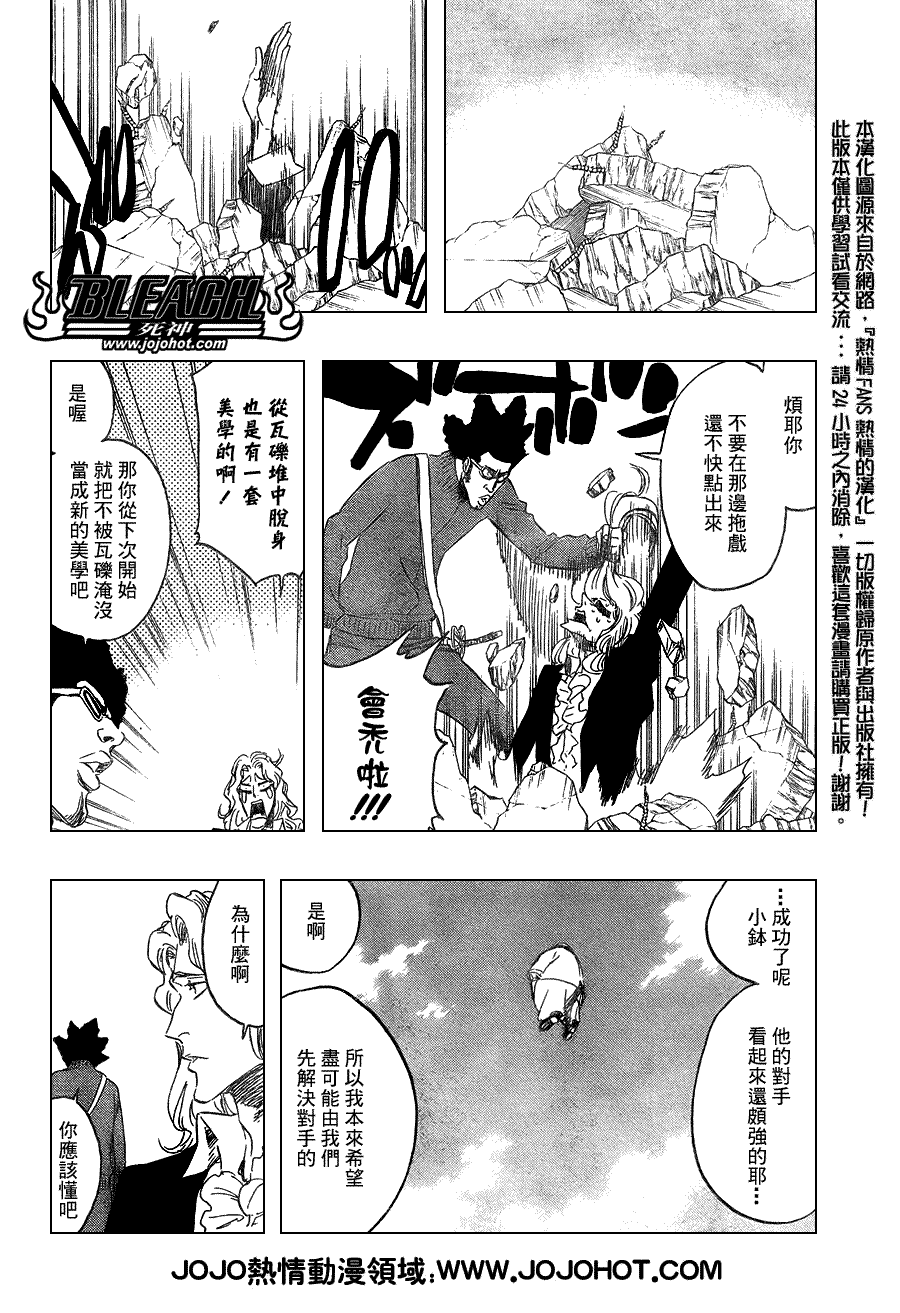 本漢化圖源來自於網路，『熱情FANS熱情的漢化』一切版權歸原作者與出版社擁有！
此版本僅供學習試看交流…請24小時之內消除，喜歡這套漫畫請購買正版！謝謝。
BLEACH
死神
www.jojohot.com
煩耶你
不要在那邊拖戲
還不快點出來
會禿啦!!!
從瓦礫堆中脫身
也是有一套
美學的啊！
是喔
那你從下次開始
就把不被瓦礫淹沒
當成新的美學吧
…成功了呢
小鉢
他的對手
看起來還頗強的耶…
是啊
所以我本來希望
盡可能由我們
先解決對手的
為什麼啊
你應該懂吧
JOJO熱情動漫領域:WWW.JOJOHOT.COM